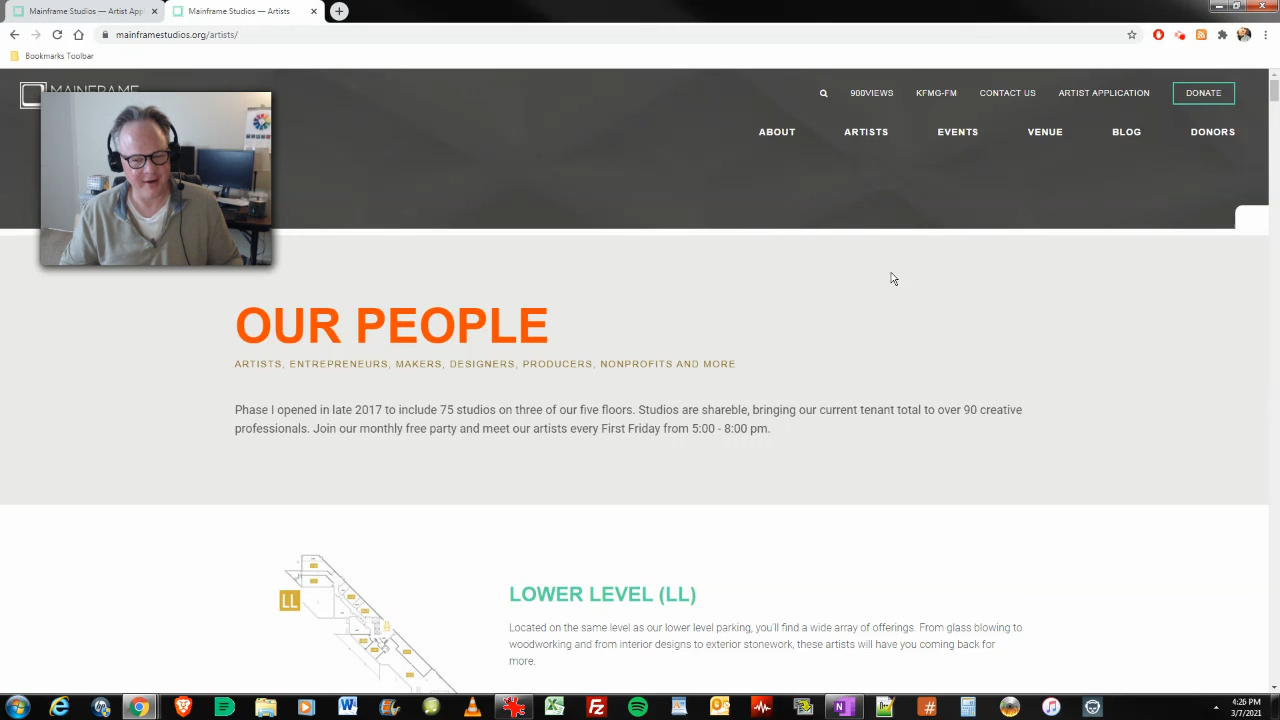 Mainframe Studios — Artist Appl
Mainframe Studios — Artists
mainframestudios.org/artists/
Bookmarks Toolbar
MAINFRAME
900VIEWS
KFMG-FM
CONTACT US
ARTIST APPLICATION
DONATE
ABOUT
ARTISTS
EVENTS
VENUE
BLOG
DONORS
OUR PEOPLE
ARTISTS, ENTREPRENEURS, MAKERS, DESIGNERS, PRODUCERS, NONPROFITS AND MORE
Phase I opened in late 2017 to include 75 studios on three of our five floors. Studios are shareble, bringing our current tenant total to over 90 creative
professionals. Join our monthly free party and meet our artists every First Friday from 5:00 - 8:00 pm.
LL
LOWER LEVEL (LL)
Located on the same level as our lower level parking, you'll find a wide array of offerings. From glass blowing to
woodworking and from interior designs to exterior stonework, these artists will have you coming back for
more.
4:26 PM
3/7/2021